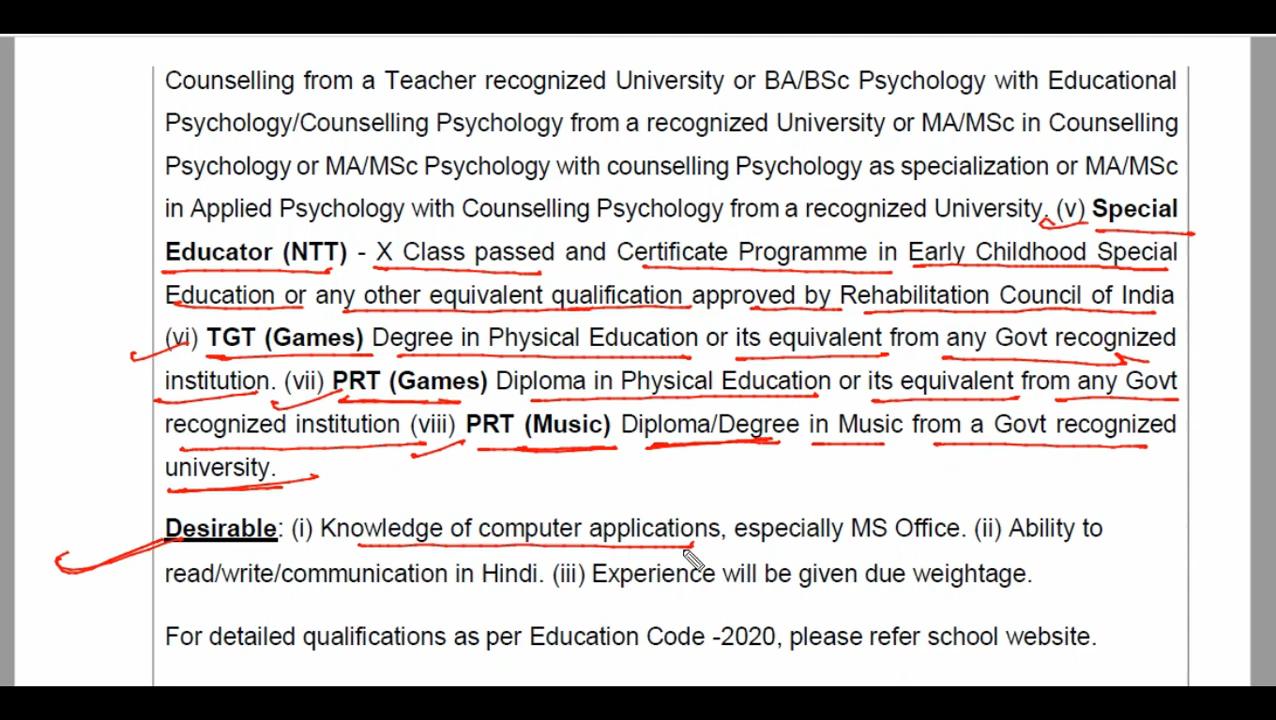 Counselling from a Teacher recognized University or BA/BSc Psychology with Educational
Psychology/Counselling Psychology from a recognized University or MA/MSc in Counselling
Psychology or MA/MSc Psychology with counselling Psychology as specialization or MA/MSc
in Applied Psychology with Counselling Psychology from a recognized University. (v) Special
Educator (NTT) - X Class passed and Certificate Programme in Early Childhood Special
Education or any other equivalent qualification approved by Rehabilitation Council of India
(vi) TGT (Games) Degree in Physical Education or its equivalent from any Govt recognized
institution. (vii) PRT (Games) Diploma in Physical Education or its equivalent from any Govt
recognized institution (viii) PRT (Music) Diploma/Degree in Music from a Govt recognized
university.
Desirable: (i) Knowledge of computer applications, especially MS Office. (ii) Ability to
read/write/communication in Hindi. (iii) Experience will be given due weightage.
For detailed qualifications as per Education Code -2020, please refer school website.